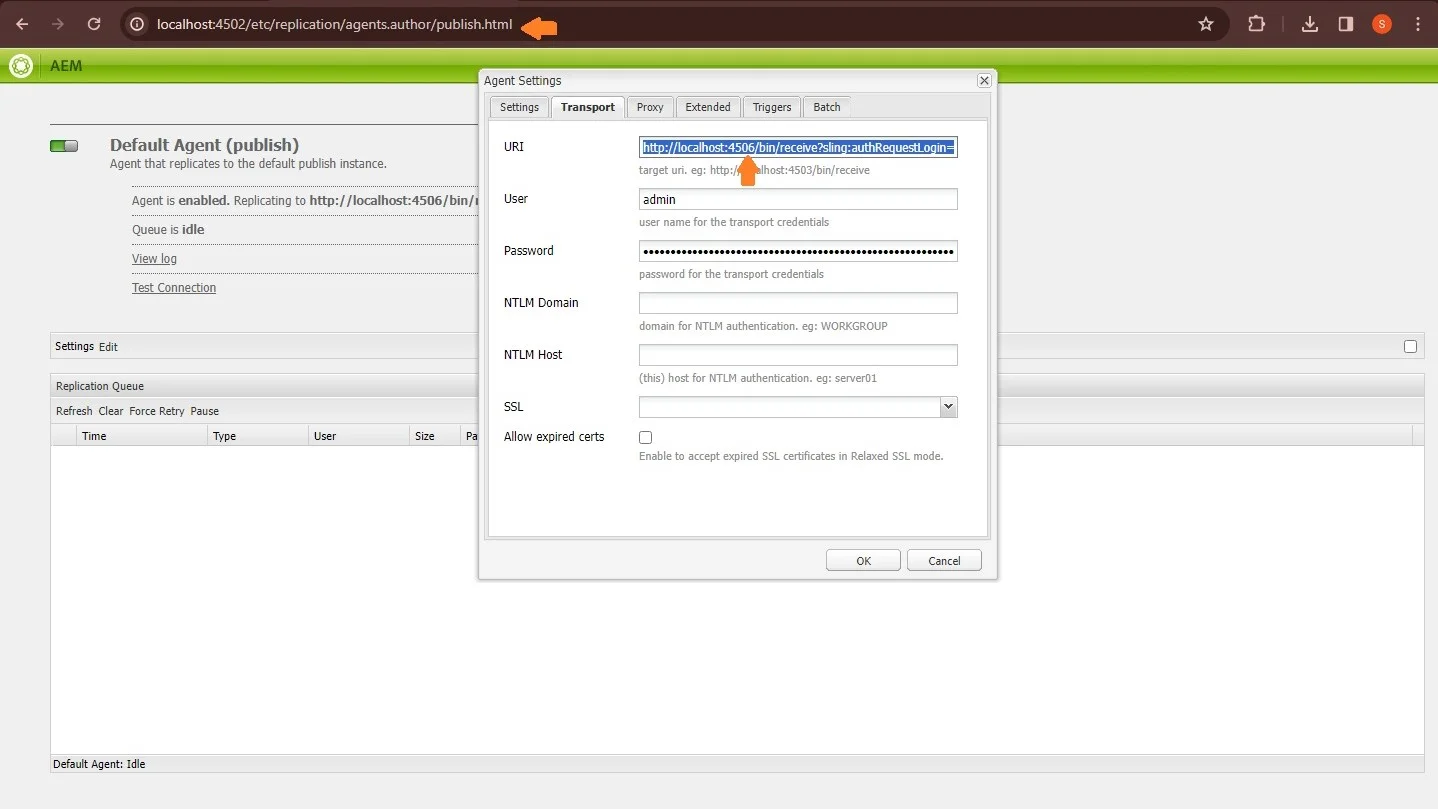 localhost:4502/etc/replication/agents.author/publish.html
S
AEM
Agent Settings
Settings Transport Proxy Extended Triggers Batch
Default Agent (publish)
Agent that replicates to the default publish instance.
Agent is enabled. Replicating to http://localhost:4506/bin/r
Queue is idle
View log
Test Connection
URI
http://localhost:4506/bin/receive?sling:authRequestLogin=
target uri. eg: http:/ lhost:4503/bin/receive
User
admin
user name for the transport credentials
Password
password for the transport credentials
NTLM Domain
domain for NTLM authentication. eg: WORKGROUP
NTLM Host
(this) host for NTLM authentication. eg: server01
SSL
Allow expired certs
Enable to accept expired SSL certificates in Relaxed SSL mode.
OK Cancel
Settings Edit
Replication Queue
Refresh Clear Force Retry Pause
Time Type User Size Pa
Default Agent: Idle